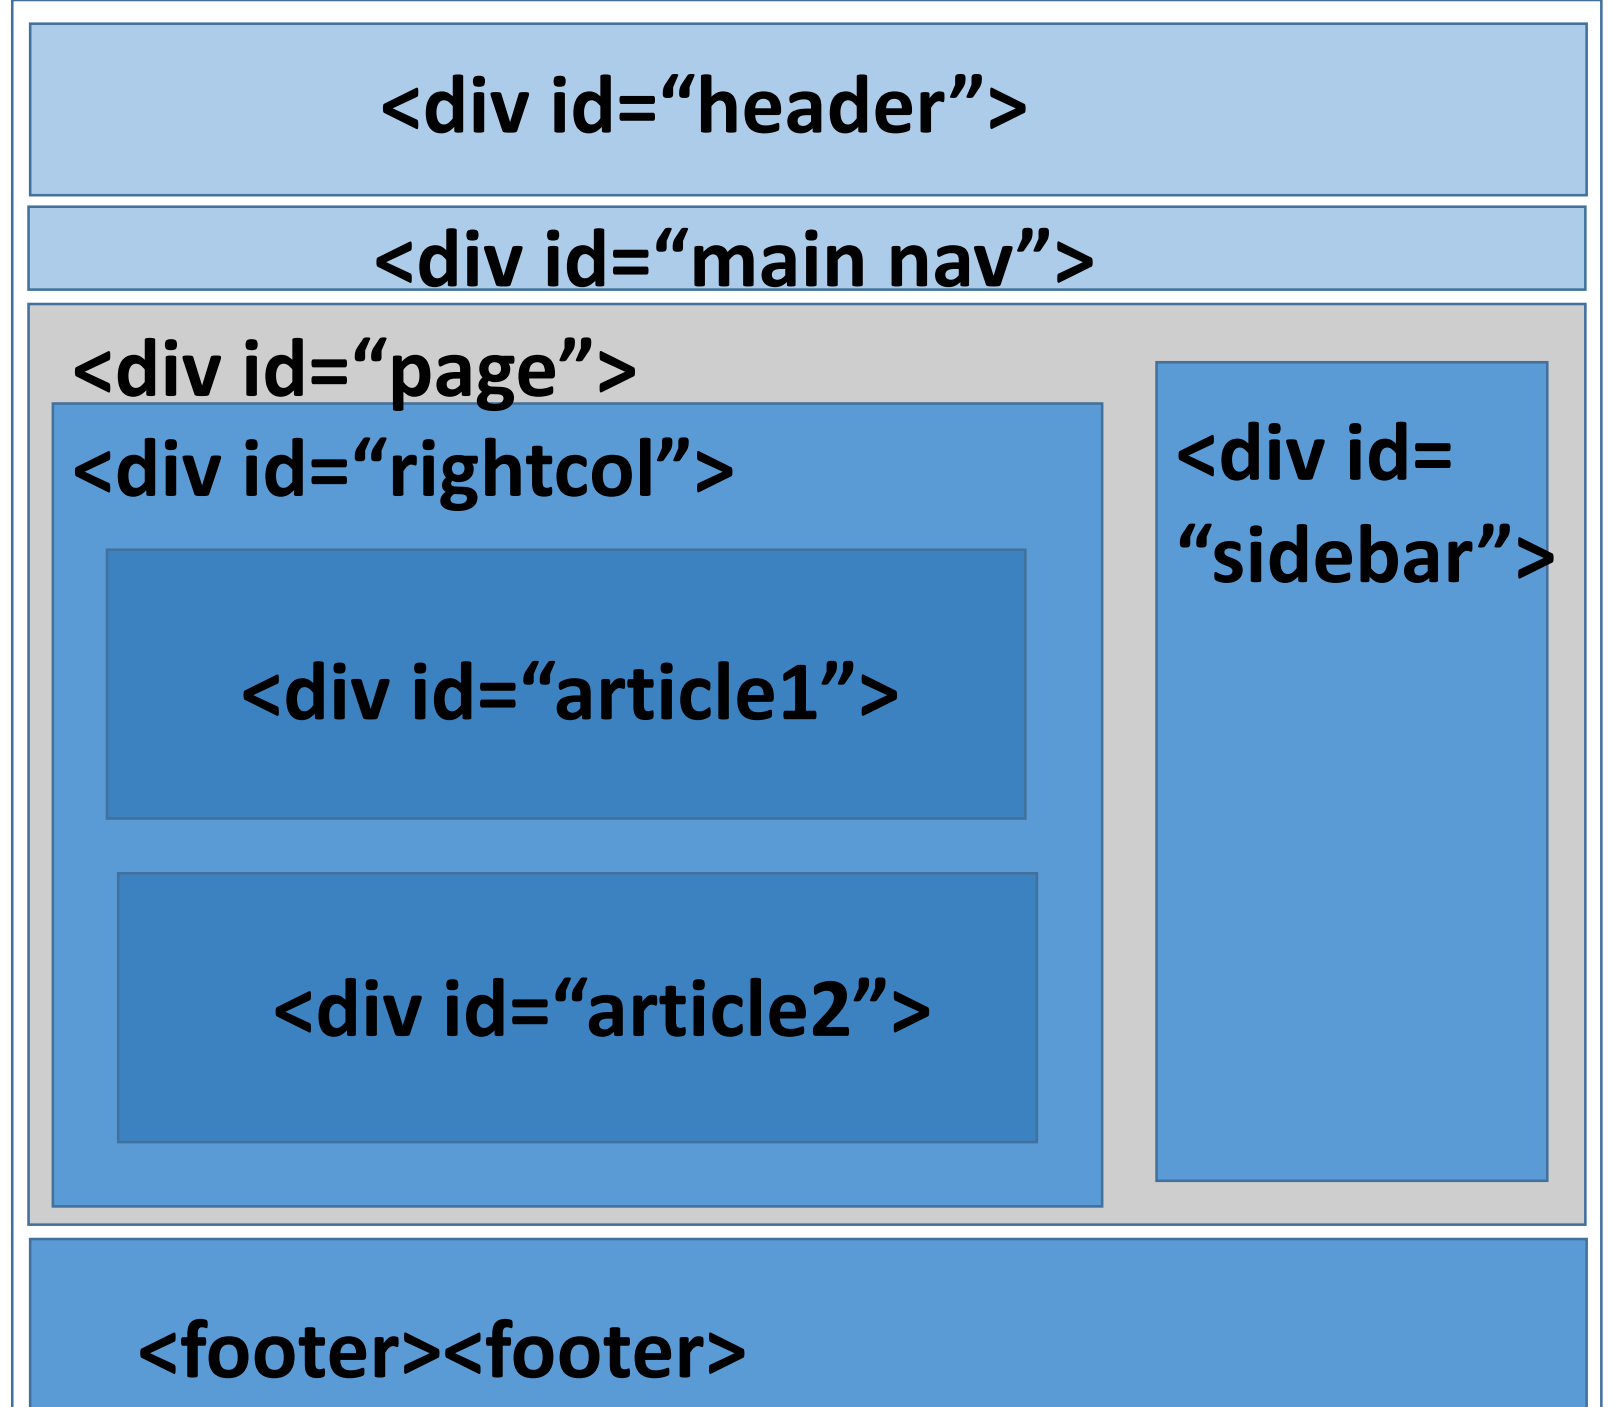 <div id=“header”>
<div id=“main nav”>
<div id=“page”>
<div id=“rightcol”>
<div id=“article1”>
<div id=“article2”>
<div id=
“sidebar”>
<footer><footer>